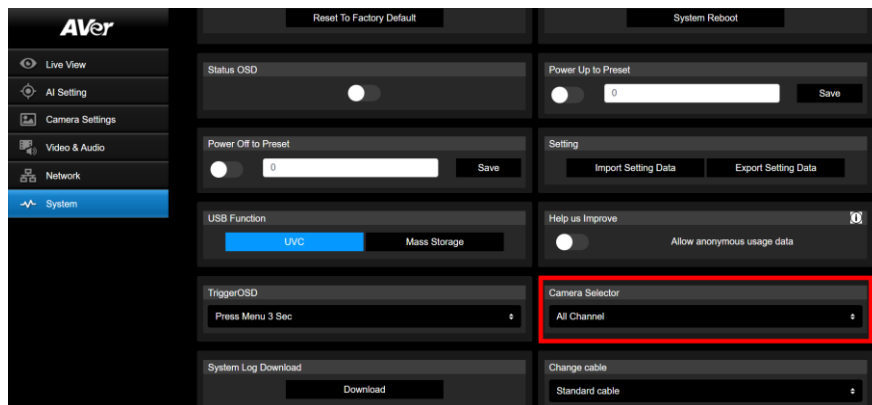 AVer
Live View
AI Setting
Camera Settings
Video & Audio
Network
System
Reset To Factory Default
System Reboot
Status OSD
Power Up to Preset
0
Save
Power Off to Preset
0
Save
Setting
Import Setting Data
Export Setting Data
USB Function
UVC
Mass Storage
Help us Improve
Allow anonymous usage data
TriggerOSD
Press Menu 3 Sec
Camera Selector
All Channel
System Log Download
Download
Change cable
Standard cable